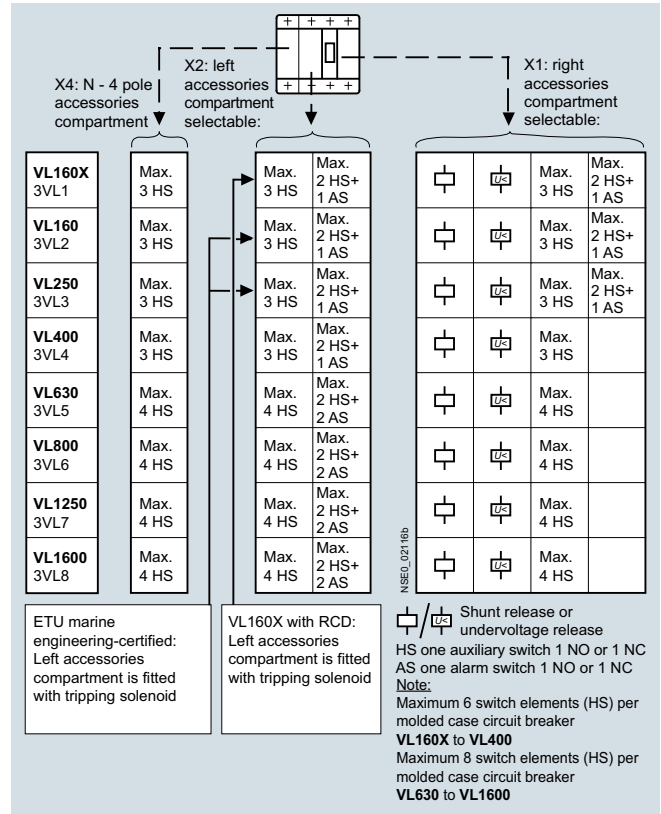 X4: N - 4 pole
accessories
compartment
X2: left
accessories
compartment
selectable:
X1: right
accessories
compartment
selectable:
VL160X
3VL1
Max.
3 HS
Max.
3 HS
Max.
2 HS+
1 AS
U<
Max.
3 HS
Max.
2 HS+
1 AS
VL160
3VL2
Max.
3 HS
Max.
3 HS
Max.
2 HS+
1 AS
U<
Max.
3 HS
Max.
2 HS+
1 AS
VL250
3VL3
Max.
3 HS
Max.
3 HS
Max.
2 HS+
1 AS
U<
Max.
3 HS
Max.
2 HS+
1 AS
VL400
3VL4
Max.
3 HS
Max.
3 HS
Max.
2 HS+
1 AS
U<
Max.
3 HS
VL630
3VL5
Max.
4 HS
Max.
4 HS
Max.
2 HS+
2 AS
U<
Max.
4 HS
VL800
3VL6
Max.
4 HS
Max.
4 HS
Max.
2 HS+
2 AS
U<
Max.
4 HS
VL1250
3VL7
Max.
4 HS
Max.
4 HS
Max.
2 HS+
2 AS
U<
Max.
4 HS
VL1600
3VL8
Max.
4 HS
Max.
4 HS
Max.
2 HS+
2 AS
U<
Max.
4 HS
NSE0_02116b
ETU marine
engineering-certified:
Left accessories
compartment is fitted
with tripping solenoid
VL160X with RCD:
Left accessories
compartment is fitted
with tripping solenoid
/ U< Shunt release or
undervoltage release
HS one auxiliary switch 1 NO or 1 NC
AS one alarm switch 1 NO or 1 NC
Note:
Maximum 6 switch elements (HS) per
molded case circuit breaker
VL160X to VL400
Maximum 8 switch elements (HS) per
molded case circuit breaker
VL630 to VL1600